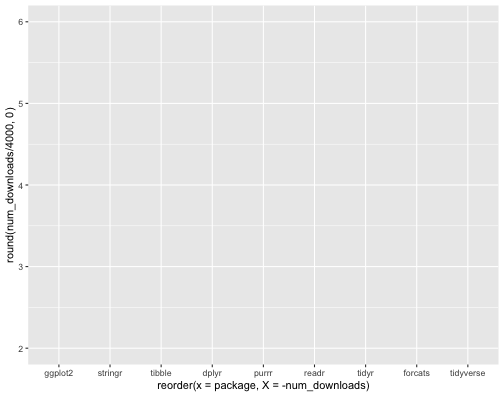 round(num_downloads/4000, 0)
6
5
4
3
2
ggplot2 stringr tibble dplyr purrr readr tidyr forcats tidyverse
reorder(x = package, X = -num_downloads)